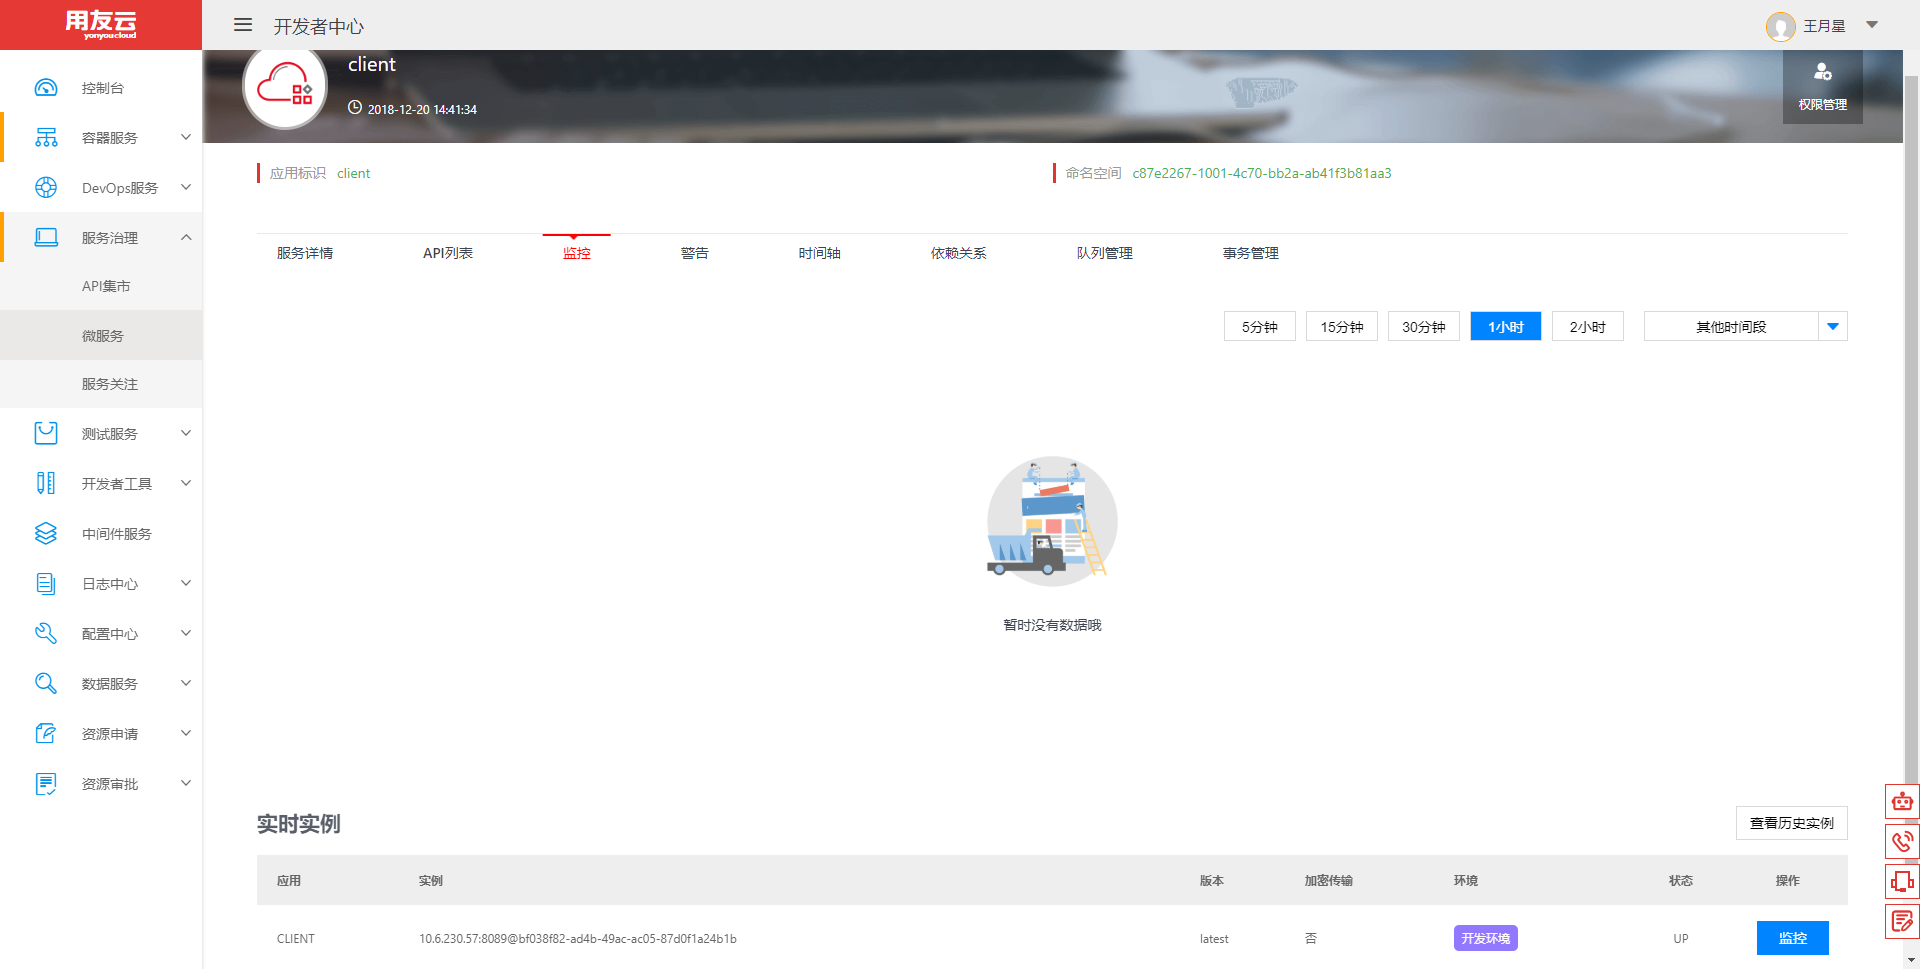 用友云
yonyoucloud
开发者中心
王月星
控制台
容器服务
DevOps服务
服务治理
API集市
微服务
服务关注
测试服务
开发者工具
中间件服务
日志中心
配置中心
数据服务
资源申请
资源审批
client
2018-12-20 14:41:34
权限管理
应用标识 client
命名空间 c87e2267-1001-4c70-bb2a-ab41f3b81aa3
服务详情 API列表 监控 警告 时间轴 依赖关系 队列管理 事务管理
5分钟 15分钟 30分钟 1小时 2小时 其他时间段
暂时没有数据哦
实时实例
查看历史实例
应用 实例 版本 加密传输 环境 状态 操作
CLIENT 10.6.230.57:8089@bf038f82-ad4b-49ac-ac05-87d0f1a24b1b latest 否 开发环境 UP 监控